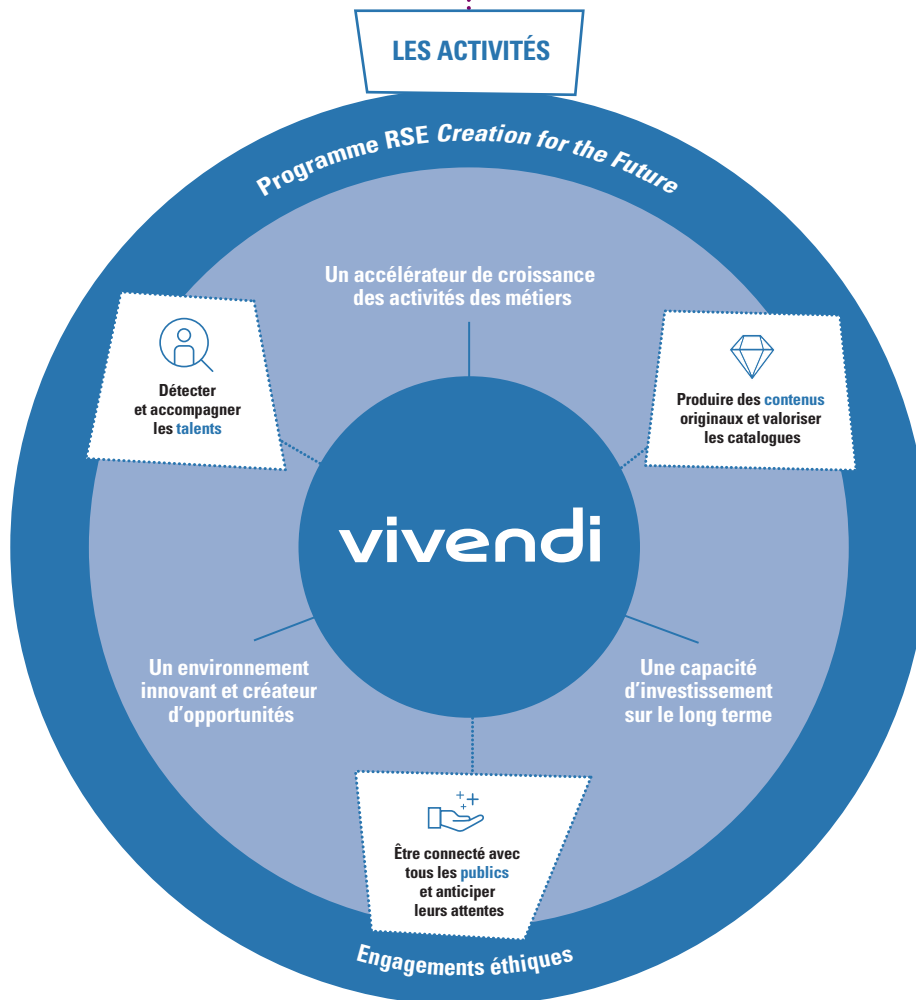 LES ACTIVITÉS
Programme RSE Creation for the Future
Un accélérateur de croissance
des activités des métiers
Détecter
et accompagner
les talents
Produire des contenus
originaux et valoriser
les catalogues
vivendi
Un environnement
innovant et créateur
d'opportunités
Une capacité
d'investissement
sur le long terme
Être connecté avec
tous les publics
et anticiper
leurs attentes
Engagements éthiques